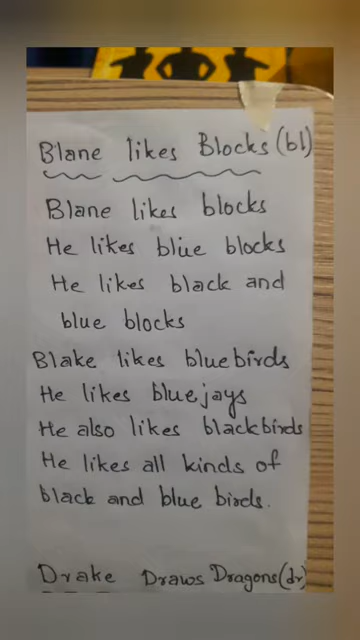 Blane likes Blocks (bl)
Blane likes blocks
He likes blue blocks
He likes black and
blue blocks
Blake likes bluebirds
He likes bluejays
He also likes blackbirds
He likes all kinds of
black and blue birds.
Drake Draws Dragons (dr)